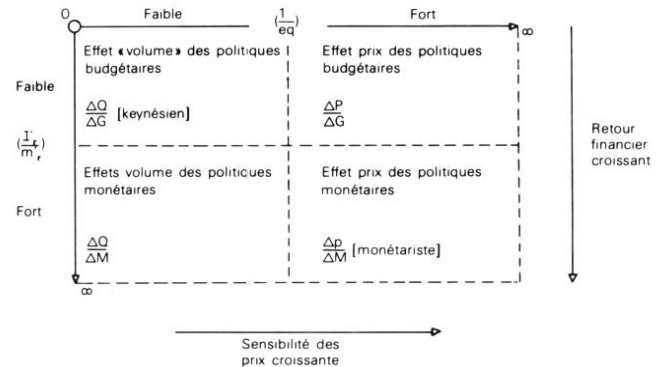 0 Faible (1/eq) Fort ∞
Effet «volume» des politiques
budgétaires
ΔQ/ΔG [keynésien]
Effet prix des politiques
budgétaires
ΔP/ΔG
Faible
(I'r/m'r)
Fort
Effets volume des politiques
monétaires
ΔQ/ΔM
Effet prix des politiques
monétaires
Δp/ΔM [monétariste]
∞
Retour
financier
croissant
Sensibilité des
prix croissante